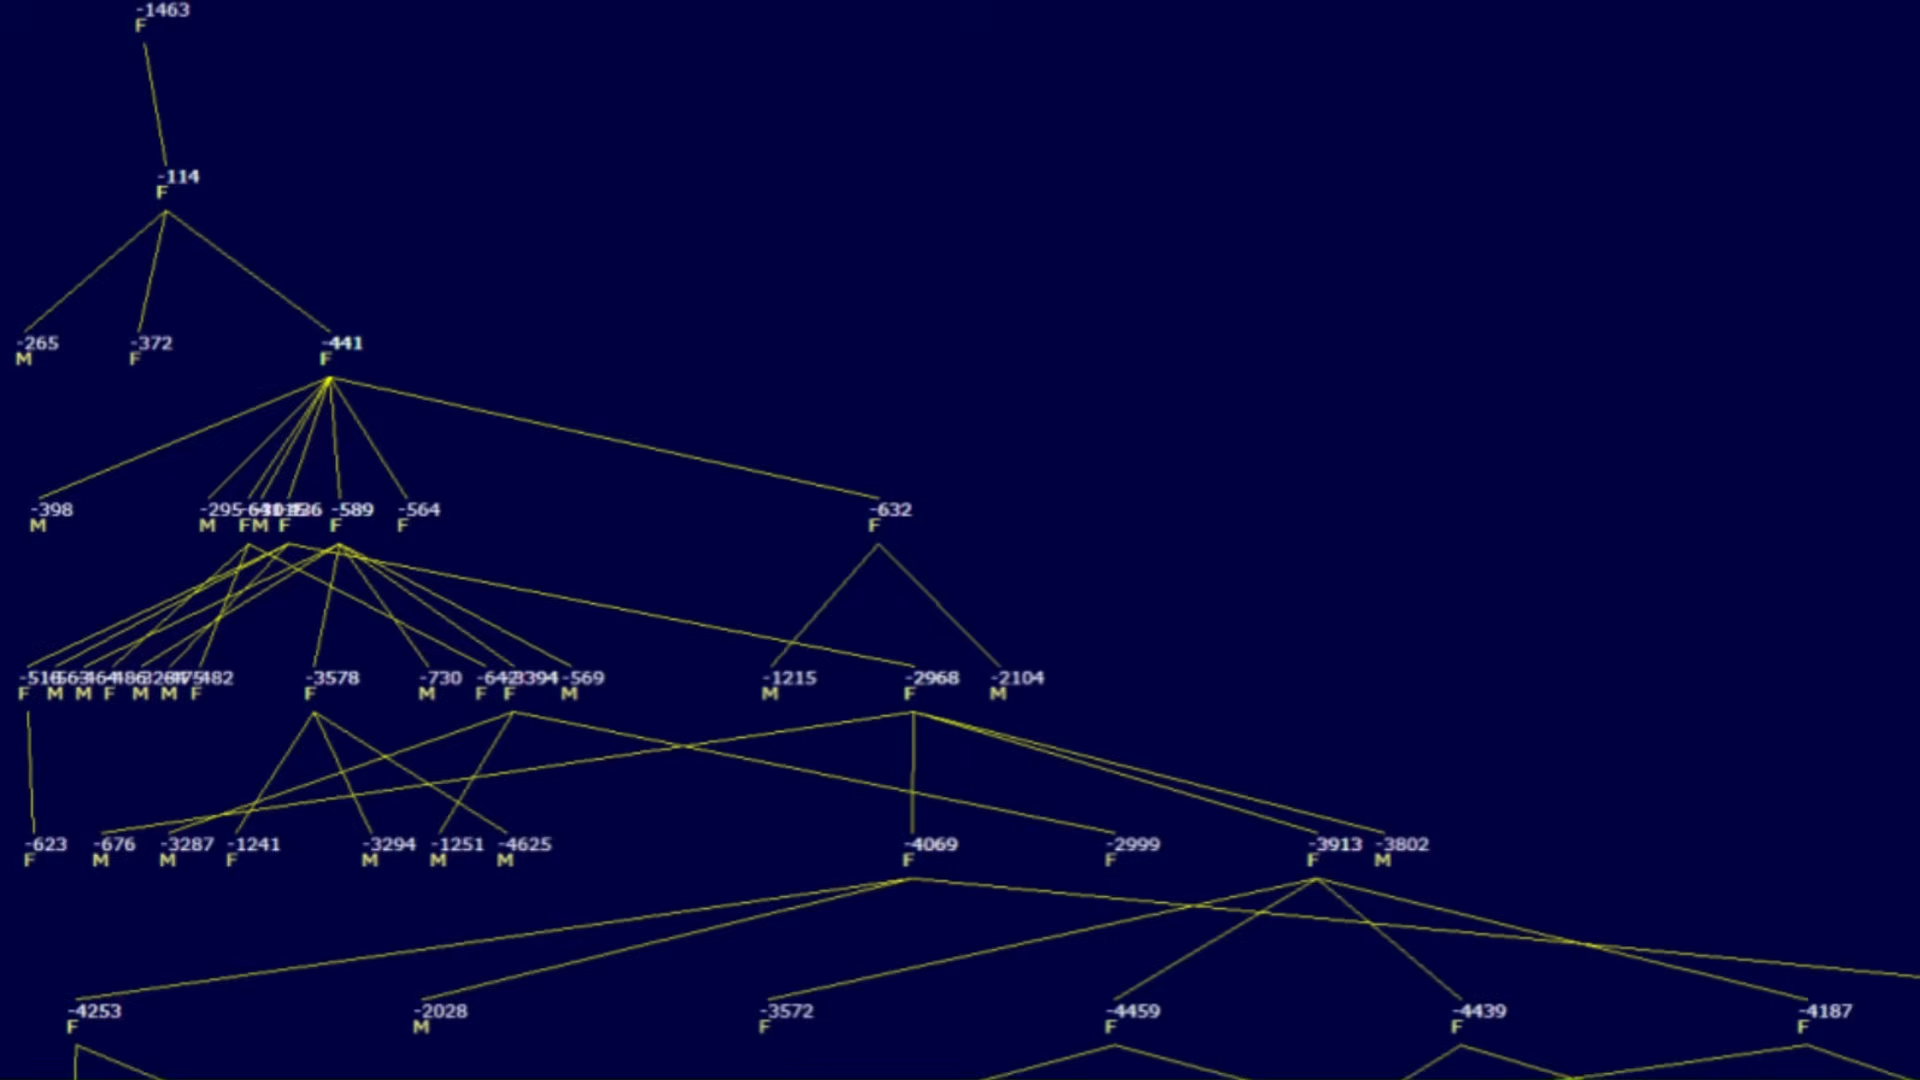 -1463
F
-114
F
-265 -372 -441
M F F
-398 -295 -589 -564 -632
M M F M F F F F
-3578 -730 -3394 -569 -1215 -2968 -2104
F M M F M M F F M F F M M F M
-623 -676 -3287 -1241 -3294 -1251 -4625 -4069 -2999 -3913 -3802
F M M F M M M F F F M
-4253 -2028 -3572 -4459 -4439 -4187
F M F F F F